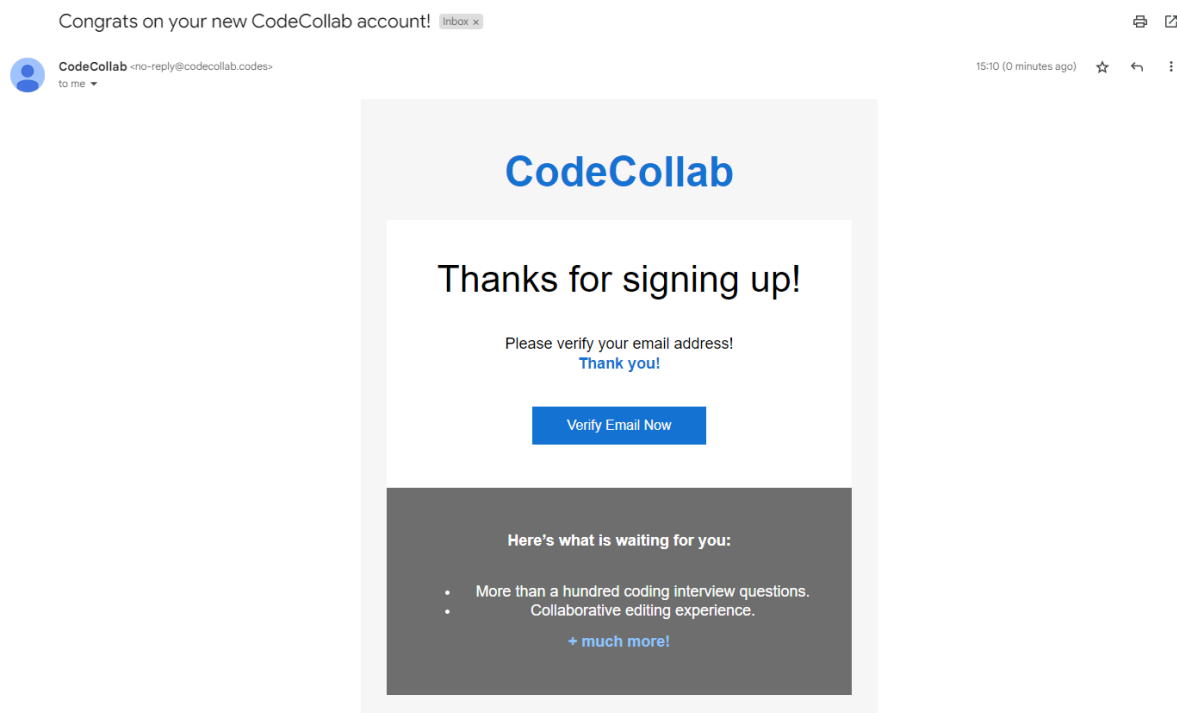 Congrats on your new CodeCollab account! Inbox x
CodeCollab <no-reply@codecollab.codes>
15:10 (0 minutes ago)
to me
CodeCollab
Thanks for signing up!
Please verify your email address!
Thank you!
Verify Email Now
Here’s what is waiting for you:
• More than a hundred coding interview questions.
• Collaborative editing experience.
+ much more!